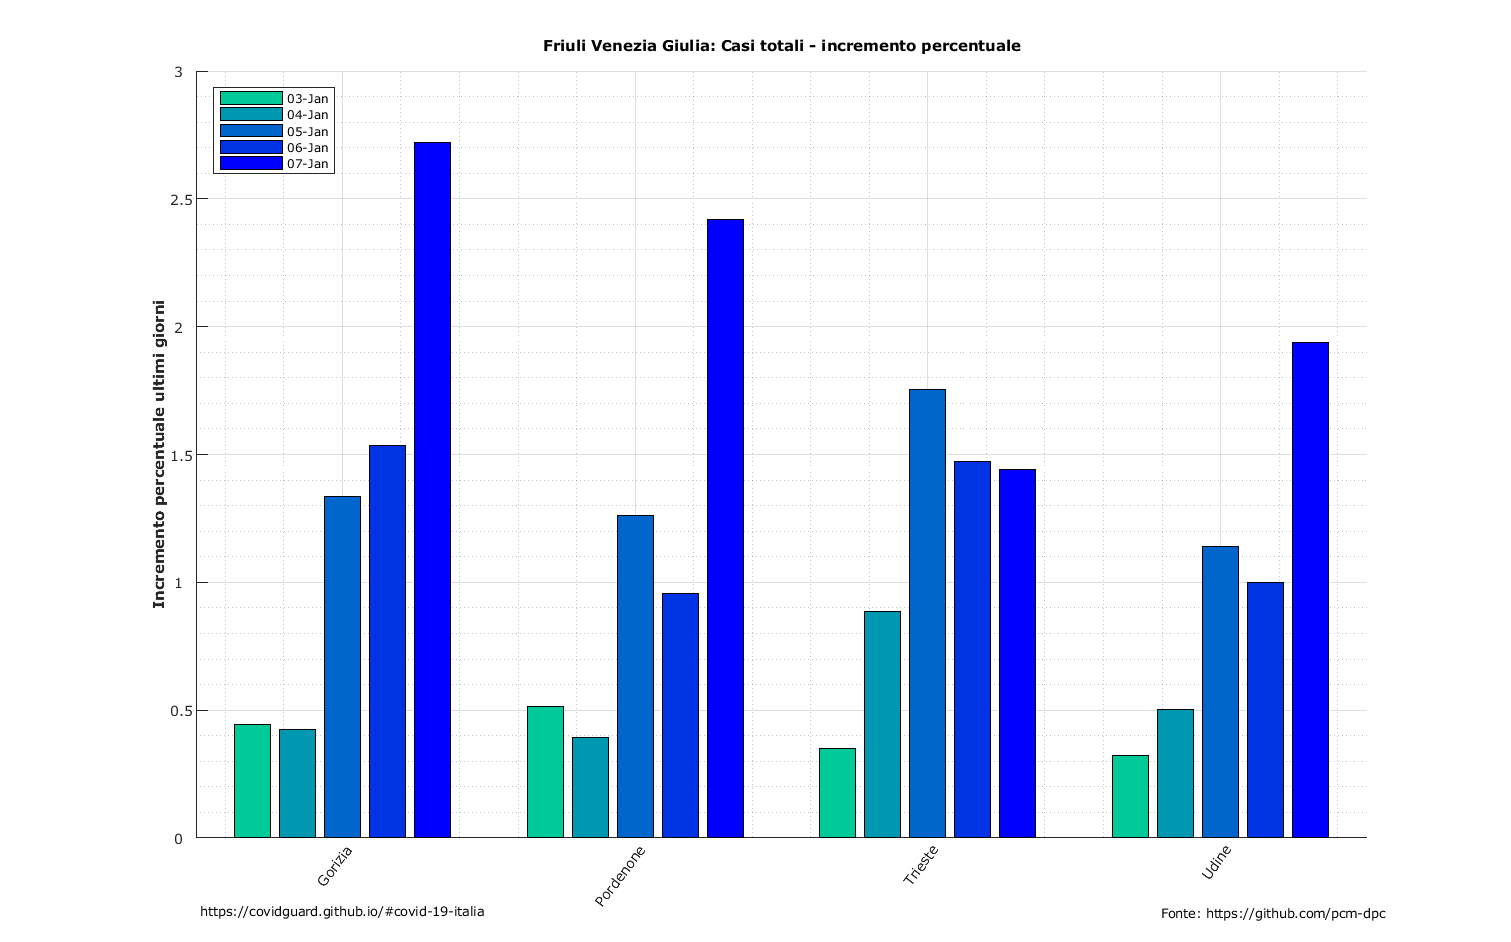 Friuli Venezia Giulia: Casi totali - incremento percentuale
3
03-Jan
04-Jan
05-Jan
06-Jan
07-Jan
2.5
2
1.5
1
0.5
0
Incremento percentuale ultimi giorni
Gorizia
Pordenone
Trieste
Udine
https://covidguard.github.io/#covid-19-italia
Fonte: https://github.com/pcm-dpc